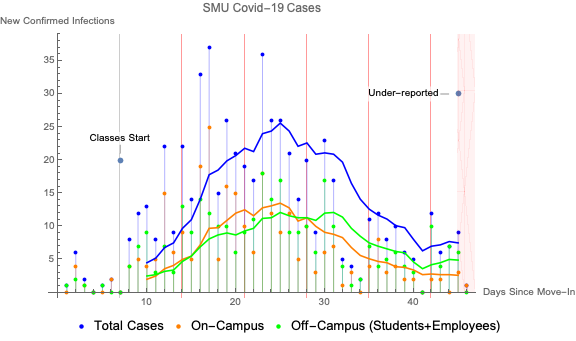 SMU Covid-19 Cases
New Confirmed Infections
35
30
25
20
15
10
5
Under-reported
Classes Start
10
20
30
40
Days Since Move-In
Total Cases
On-Campus
Off-Campus (Students+Employees)